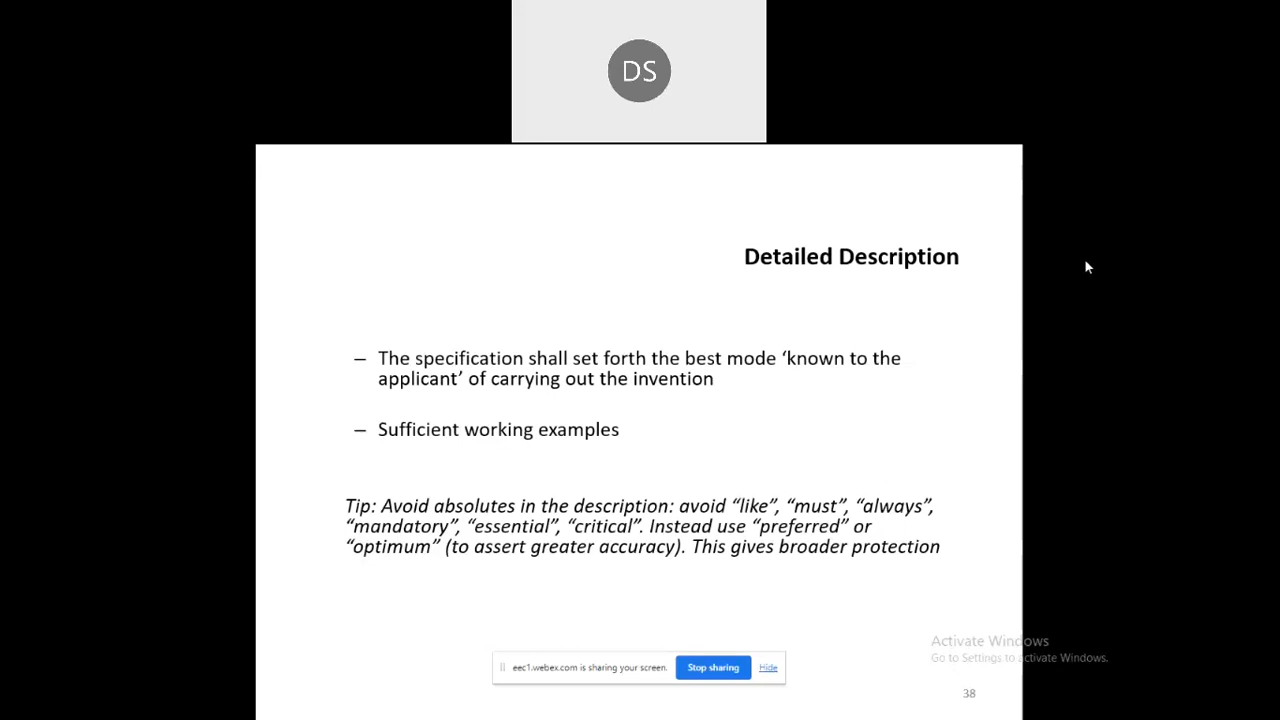 DS
Detailed Description
– The specification shall set forth the best mode ‘known to the
applicant’ of carrying out the invention
– Sufficient working examples
Tip: Avoid absolutes in the description: avoid “like”, “must”, “always”,
“mandatory”, “essential”, “critical”. Instead use “preferred” or
“optimum” (to assert greater accuracy). This gives broader protection
Activate Windows
Go to Settings to activate Windows.
eec1.webex.com is sharing your screen. Stop sharing Hide
38